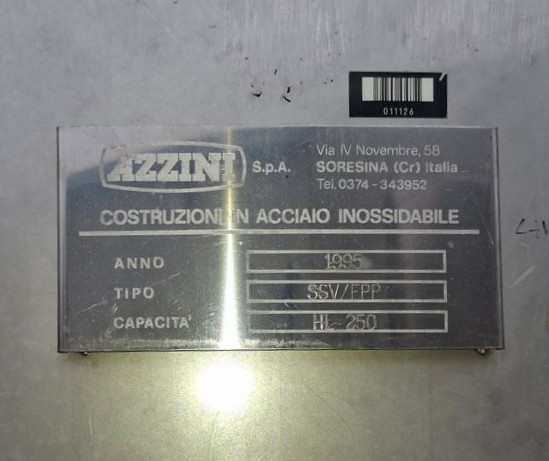 011126
AZZINI S.p.A.
Via IV Novembre, 58
SORESINA (Cr) Italia
Tel. 0374 - 343952
COSTRUZIONI IN ACCIAIO INOSSIDABILE
ANNO 1995
TIPO SSV/FPP
CAPACITA' HL 250